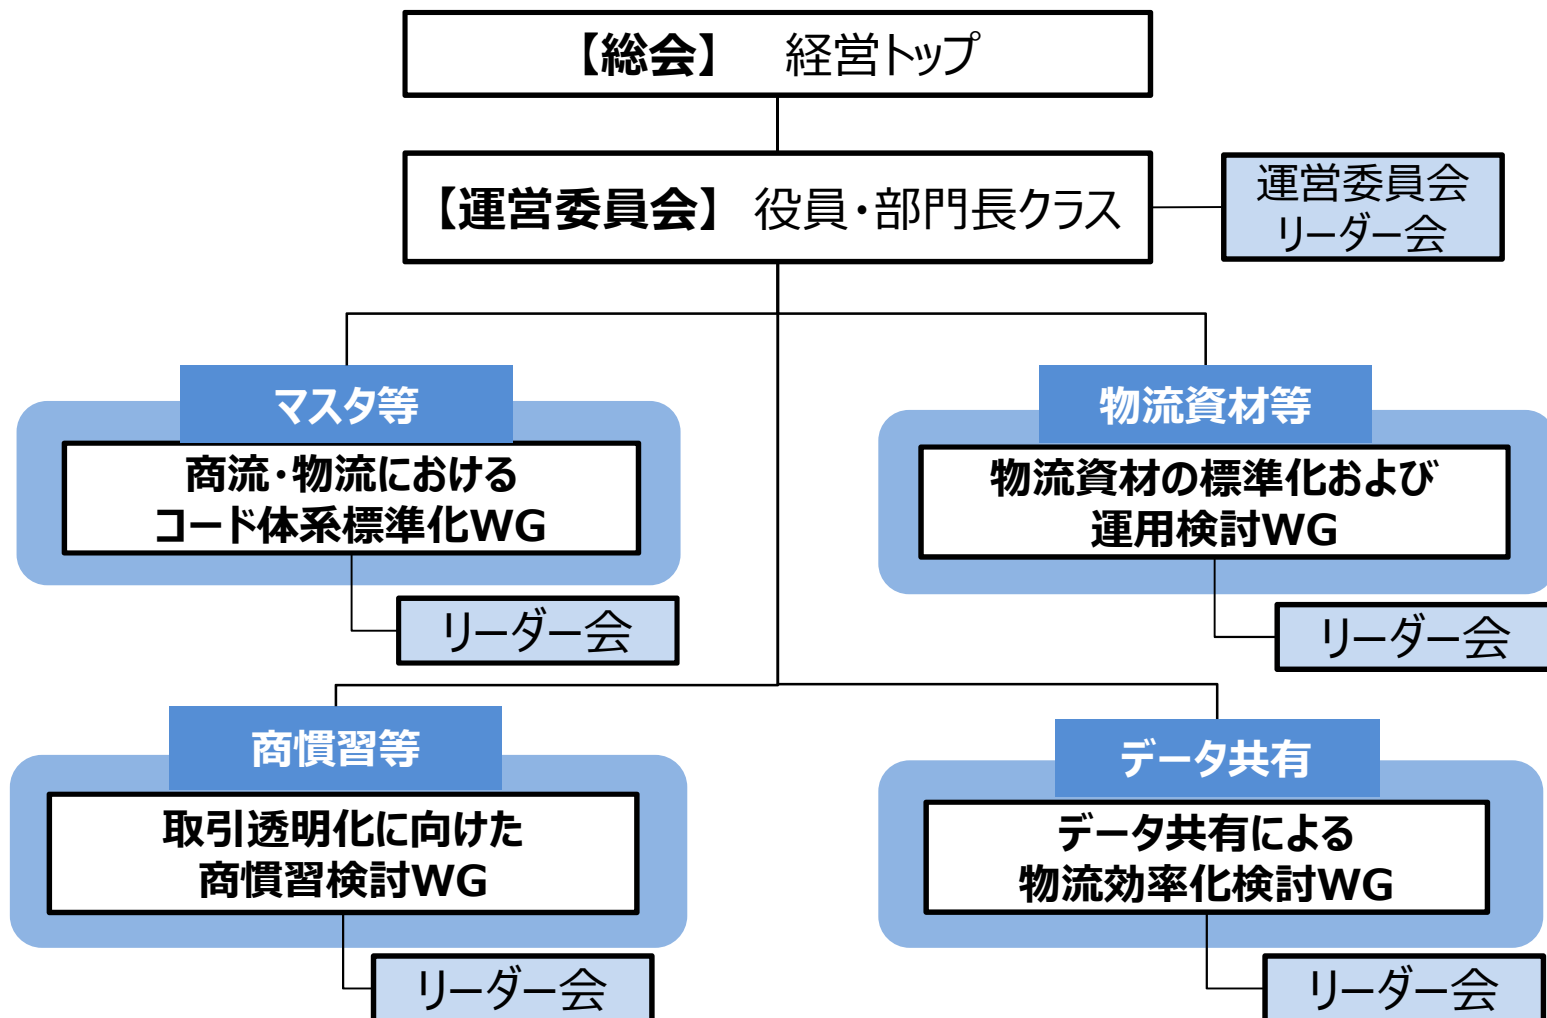 【総会】　経営トップ
【運営委員会】 役員・部門長クラス
運営委員会
リーダー会
マスタ等
商流・物流における
コード体系標準化WG
リーダー会
物流資材等
物流資材の標準化および
運用検討WG
リーダー会
商慣習等
取引透明化に向けた
商慣習検討WG
リーダー会
データ共有
データ共有による
物流効率化検討WG
リーダー会